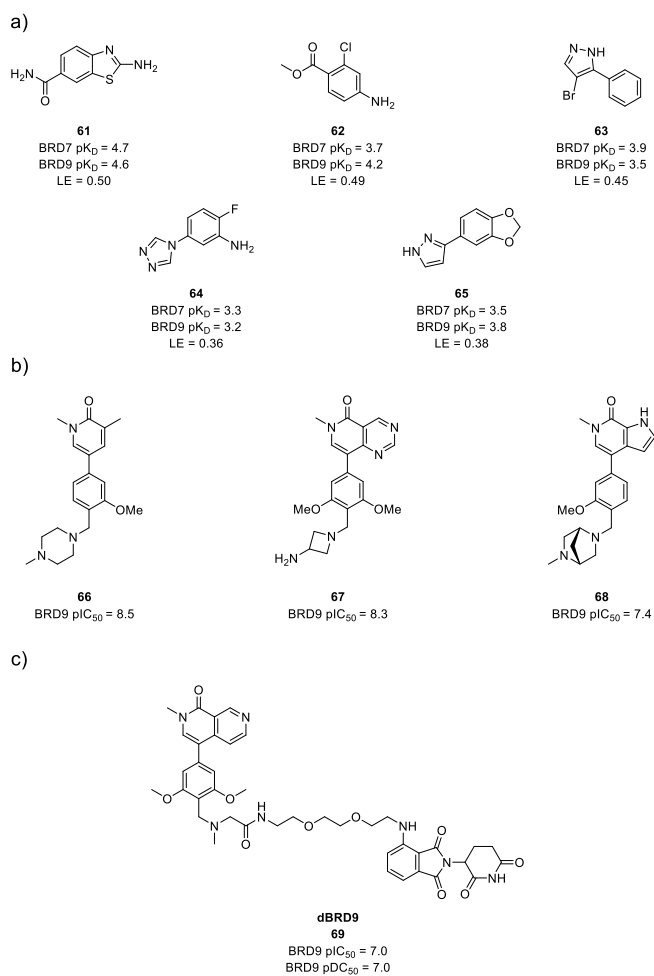 a)
N
NH2
S
H2N
O
61
BRD7 pKD = 4.7
BRD9 pKD = 4.6
LE = 0.50
O
Cl
O
NH2
62
BRD7 pKD = 3.7
BRD9 pKD = 4.2
LE = 0.49
NH
N
Br
63
BRD7 pKD = 3.9
BRD9 pKD = 3.5
LE = 0.45
F
N
N
N
NH2
64
BRD7 pKD = 3.3
BRD9 pKD = 3.2
LE = 0.36
O
O
N
HN
65
BRD7 pKD = 3.5
BRD9 pKD = 3.8
LE = 0.38
b)
O
N
OMe
N
N
66
BRD9 pIC50 = 8.5
O
N
N
N
MeO
OMe
N
H2N
67
BRD9 pIC50 = 8.3
O
H
N
N
MeO
N
N
68
BRD9 pIC50 = 7.4
c)
O
N
N
O
O
N
O
H
N
O
O
H
N
O
N
O
O
NH
O
dBRD9
69
BRD9 pIC50 = 7.0
BRD9 pDC50 = 7.0